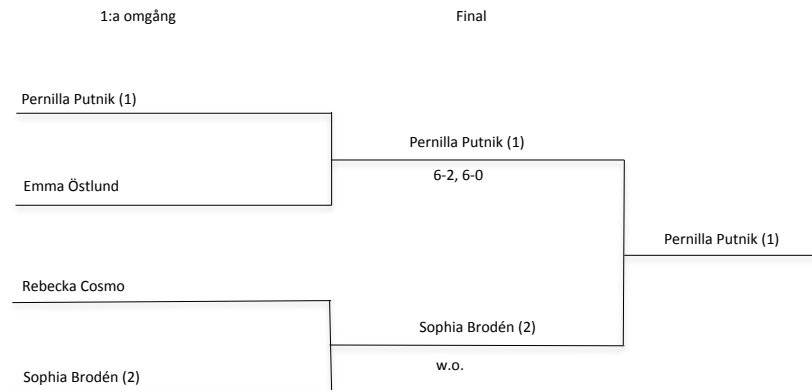 1:a omgång
Final
Pernilla Putnik (1)
Emma Östlund
Pernilla Putnik (1)
6-2, 6-0
Rebecka Cosmo
Sophia Brodén (2)
Sophia Brodén (2)
w.o.
Pernilla Putnik (1)